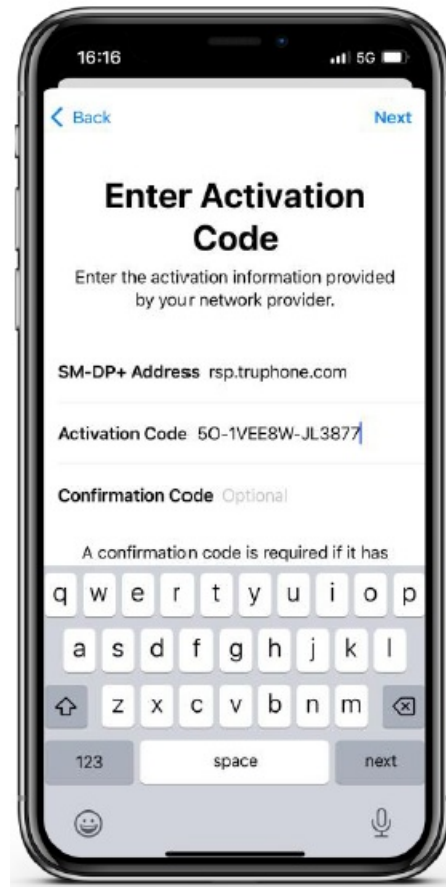 16:16 5G
Back Next
Enter Activation
Code
Enter the activation information provided
by your network provider.
SM-DP+ Address rsp.truphone.com
Activation Code 5O-1VEE8W-JL3877
Confirmation Code Optional
A confirmation code is required if it has
q w e r t y u i o p
a s d f g h j k l
z x c v b n m
123 space next